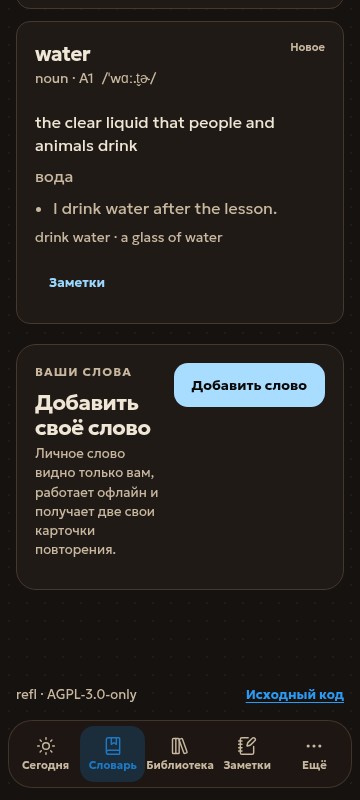 water
Новое
noun · A1 /ˈwɑː.t̬ɚ/
the clear liquid that people and
animals drink
вода
• I drink water after the lesson.
drink water · a glass of water
Заметки
ВАШИ СЛОВА
Добавить
своё слово
Добавить слово
Личное слово
видно только вам,
работает офлайн и
получает две свои
карточки
повторения.
refl · AGPL-3.0-only
Исходный код
Сегодня
Словарь
Библиотека
Заметки
Ещё